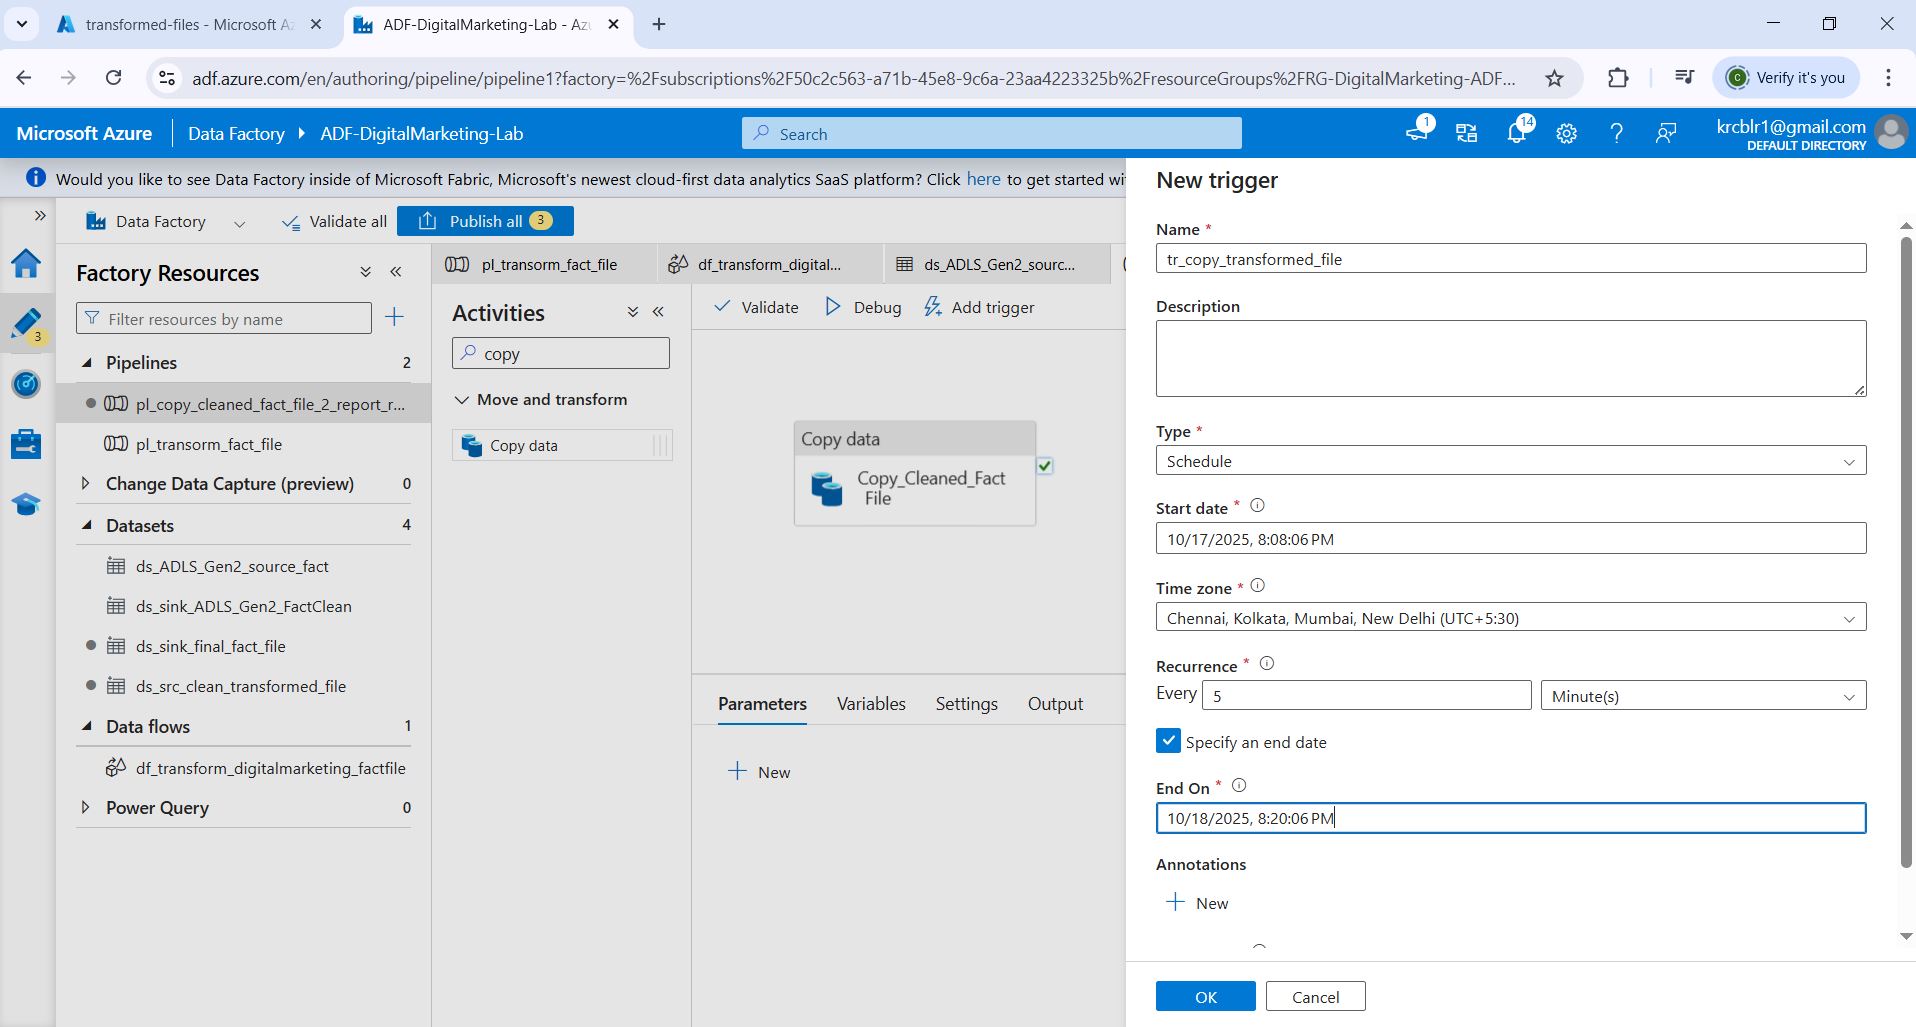 transformed-files - Microsoft Az
ADF-DigitalMarketing-Lab - Azu
adf.azure.com/en/authoring/pipeline/pipeline1?factory=%2Fsubscriptions%2F50c2c563-a71b-45e8-9c6a-23aa4223325b%2FresourceGroups%2FRG-DigitalMarketing-ADF...
Verify it's you
Microsoft Azure
Data Factory
ADF-DigitalMarketing-Lab
Search
1
14
krcblr1@gmail.com
DEFAULT DIRECTORY
Would you like to see Data Factory inside of Microsoft Fabric, Microsoft's newest cloud-first data analytics SaaS platform? Click here to get started wi
Data Factory
Validate all
Publish all 3
3
Factory Resources
Filter resources by name
Pipelines 2
pl_copy_cleaned_fact_file_2_report_r...
pl_transorm_fact_file
Change Data Capture (preview) 0
Datasets 4
ds_ADLS_Gen2_source_fact
ds_sink_ADLS_Gen2_FactClean
ds_sink_final_fact_file
ds_src_clean_transformed_file
Data flows 1
df_transform_digitalmarketing_factfile
Power Query 0
pl_transorm_fact_file
df_transform_digital...
ds_ADLS_Gen2_sourc...
Activities
copy
Move and transform
Copy data
Validate
Debug
Add trigger
Copy data
Copy_Cleaned_Fact
File
Parameters
Variables
Settings
Output
New
New trigger
Name *
tr_copy_transformed_file
Description
Type *
Schedule
Start date *
10/17/2025, 8:08:06 PM
Time zone *
Chennai, Kolkata, Mumbai, New Delhi (UTC+5:30)
Recurrence *
Every 5 Minute(s)
Specify an end date
End On *
10/18/2025, 8:20:06 PM
Annotations
New
OK
Cancel